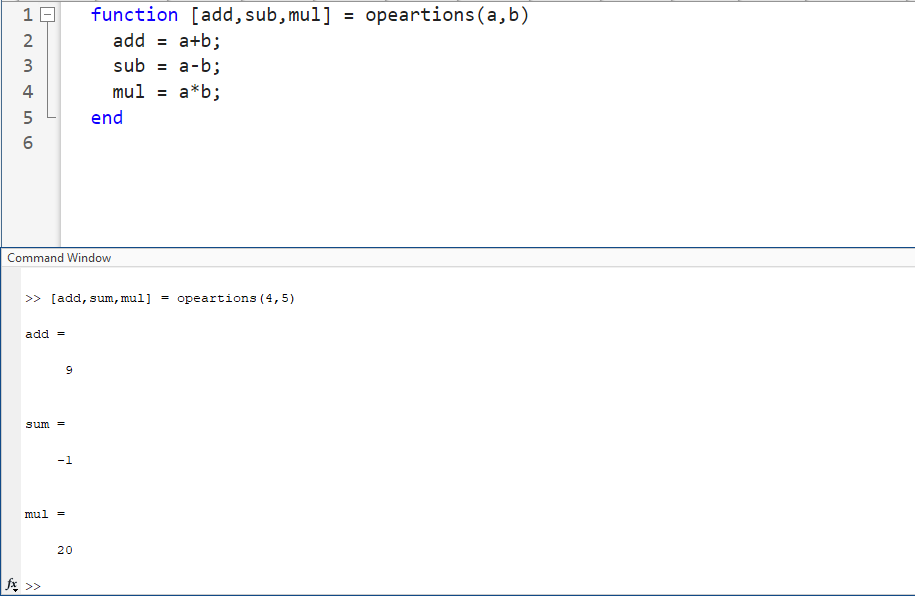 1 function [add,sub,mul] = opeartions(a,b)
2 add = a+b;
3 sub = a-b;
4 mul = a*b;
5 end
6
Command Window
>> [add,sum,mul] = opeartions(4,5)
add =
9
sum =
-1
mul =
20
fx >>